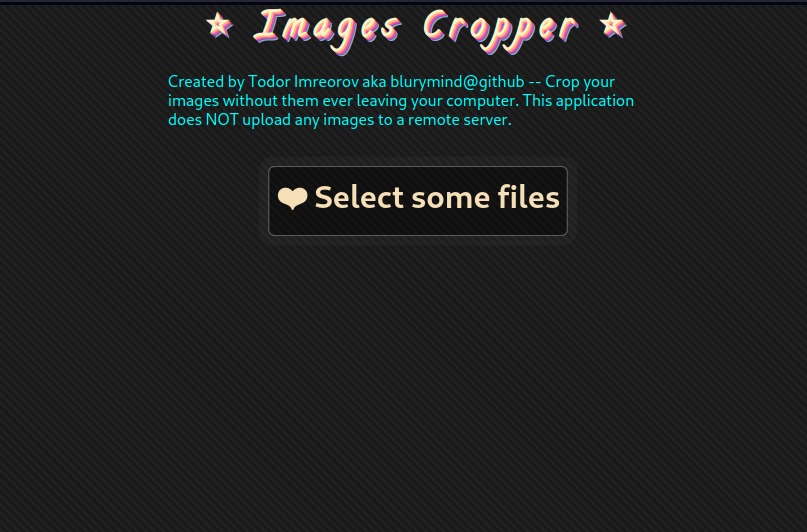 ★ Images Cropper ★
Created by Todor Imreorov aka blurymind@github -- Crop your
images without them ever leaving your computer. This application
does NOT upload any images to a remote server.
❤ Select some files